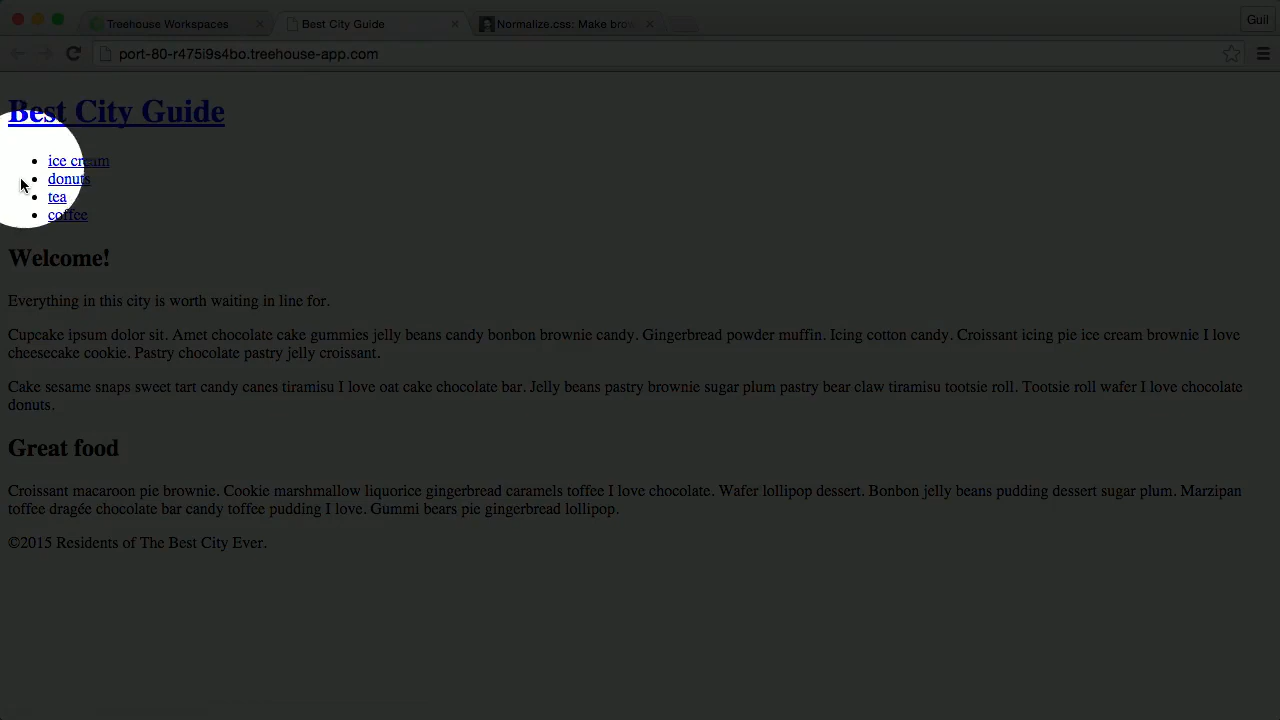 Treehouse Workspaces
Best City Guide
Normalize.css: Make brow
Guil
port-80-r475i9s4bo.treehouse-app.com
Best City Guide
ice cream
donuts
tea
coffee
Welcome!
Everything in this city is worth waiting in line for.
Cupcake ipsum dolor sit. Amet chocolate cake gummies jelly beans candy bonbon brownie candy. Gingerbread powder muffin. Icing cotton candy. Croissant icing pie ice cream brownie I love
cheesecake cookie. Pastry chocolate pastry jelly croissant.
Cake sesame snaps sweet tart candy canes tiramisu I love oat cake chocolate bar. Jelly beans pastry brownie sugar plum pastry bear claw tiramisu tootsie roll. Tootsie roll wafer I love chocolate
donuts.
Great food
Croissant macaroon pie brownie. Cookie marshmallow liquorice gingerbread caramels toffee I love chocolate. Wafer lollipop dessert. Bonbon jelly beans pudding dessert sugar plum. Marzipan
toffee dragée chocolate bar candy toffee pudding I love. Gummi bears pie gingerbread lollipop.
©2015 Residents of The Best City Ever.